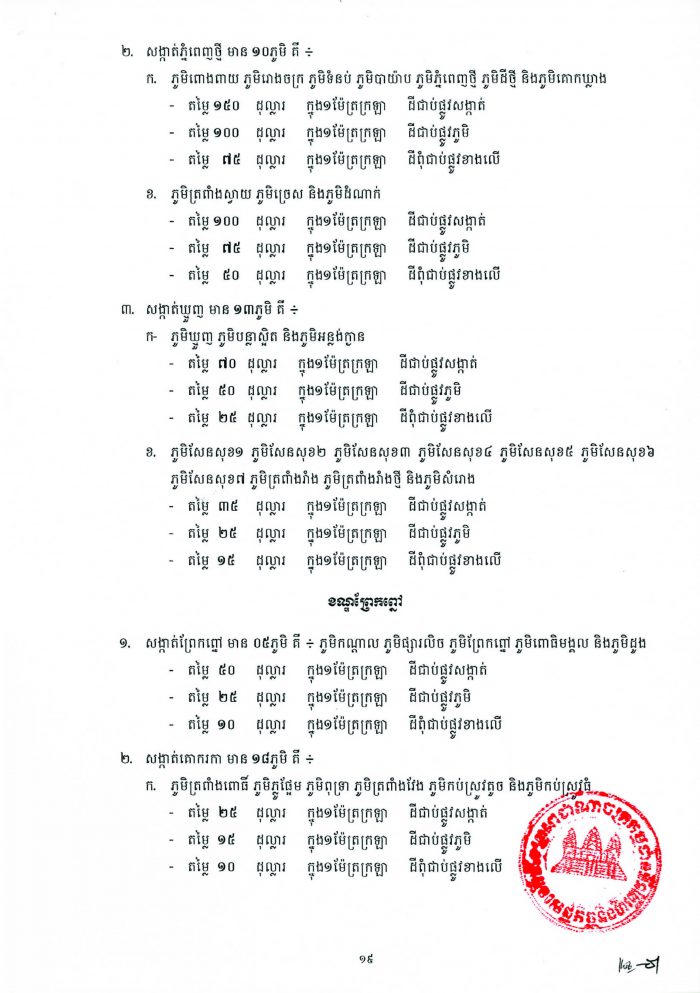 ២. សង្កាត់ភ្នំពេញថ្មី មាន ១០ភូមិ គឺ ÷
ក. ភូមិពោងពាយ ភូមិរោងចក្រ ភូមិទំនប់ ភូមិបាយ៉ាប ភូមិភ្នំពេញថ្មី ភូមិដីថ្មី និងភូមិគោកឃ្លាង
- តម្លៃ ១៥០ ដុល្លារ ក្នុង១ម៉ែត្រក្រឡា ដីជាប់ផ្លូវសង្កាត់
- តម្លៃ ១០០ ដុល្លារ ក្នុង១ម៉ែត្រក្រឡា ដីជាប់ផ្លូវភូមិ
- តម្លៃ ៧៥ ដុល្លារ ក្នុង១ម៉ែត្រក្រឡា ដីពុំជាប់ផ្លូវខាងលើ
ខ. ភូមិត្រពាំងស្វាយ ភូមិច្រេស និងភូមិដំណាក់
- តម្លៃ ១០០ ដុល្លារ ក្នុង១ម៉ែត្រក្រឡា ដីជាប់ផ្លូវសង្កាត់
- តម្លៃ ៧៥ ដុល្លារ ក្នុង១ម៉ែត្រក្រឡា ដីជាប់ផ្លូវភូមិ
- តម្លៃ ៥០ ដុល្លារ ក្នុង១ម៉ែត្រក្រឡា ដីពុំជាប់ផ្លូវខាងលើ
៣. សង្កាត់ឃ្មួញ មាន ១៣ភូមិ គឺ ÷
ក- ភូមិឃ្មួញ ភូមិបន្លាស្អិត និងភូមិអន្លង់ក្ងាន
- តម្លៃ ៧០ ដុល្លារ ក្នុង១ម៉ែត្រក្រឡា ដីជាប់ផ្លូវសង្កាត់
- តម្លៃ ៥០ ដុល្លារ ក្នុង១ម៉ែត្រក្រឡា ដីជាប់ផ្លូវភូមិ
- តម្លៃ ២៥ ដុល្លារ ក្នុង១ម៉ែត្រក្រឡា ដីពុំជាប់ផ្លូវខាងលើ
ខ. ភូមិសែនសុខ១ ភូមិសែនសុខ២ ភូមិសែនសុខ៣ ភូមិសែនសុខ៤ ភូមិសែនសុខ៥ ភូមិសែនសុខ៦
ភូមិសែនសុខ៧ ភូមិត្រពាំងរាំង ភូមិត្រពាំងរាំងថ្មី និងភូមិសំរោង
- តម្លៃ ៣៥ ដុល្លារ ក្នុង១ម៉ែត្រក្រឡា ដីជាប់ផ្លូវសង្កាត់
- តម្លៃ ២៥ ដុល្លារ ក្នុង១ម៉ែត្រក្រឡា ដីជាប់ផ្លូវភូមិ
- តម្លៃ ១៥ ដុល្លារ ក្នុង១ម៉ែត្រក្រឡា ដីពុំជាប់ផ្លូវខាងលើ
ខណ្ឌព្រែកព្នៅ
១. សង្កាត់ព្រែកព្នៅ មាន ០៥ភូមិ គឺ ÷ ភូមិកណ្តាល ភូមិផ្សារលិច ភូមិព្រែកព្នៅ ភូមិពោធិមង្គល និងភូមិដូង
- តម្លៃ ៥០ ដុល្លារ ក្នុង១ម៉ែត្រក្រឡា ដីជាប់ផ្លូវសង្កាត់
- តម្លៃ ២៥ ដុល្លារ ក្នុង១ម៉ែត្រក្រឡា ដីជាប់ផ្លូវភូមិ
- តម្លៃ ១០ ដុល្លារ ក្នុង១ម៉ែត្រក្រឡា ដីពុំជាប់ផ្លូវខាងលើ
២. សង្កាត់គោករកា មាន ១៨ភូមិ គឺ ÷
ក. ភូមិត្រពាំងពោធិ៍ ភូមិភ្លូផ្អែម ភូមិពុទ្រា ភូមិត្រពាំងវែង ភូមិកប់ស្រូវតូច និងភូមិកប់ស្រូវធំ
- តម្លៃ ២៥ ដុល្លារ ក្នុង១ម៉ែត្រក្រឡា ដីជាប់ផ្លូវសង្កាត់
- តម្លៃ ១៥ ដុល្លារ ក្នុង១ម៉ែត្រក្រឡា ដីជាប់ផ្លូវភូមិ
- តម្លៃ ១០ ដុល្លារ ក្នុង១ម៉ែត្រក្រឡា ដីពុំជាប់ផ្លូវខាងលើ
១៩